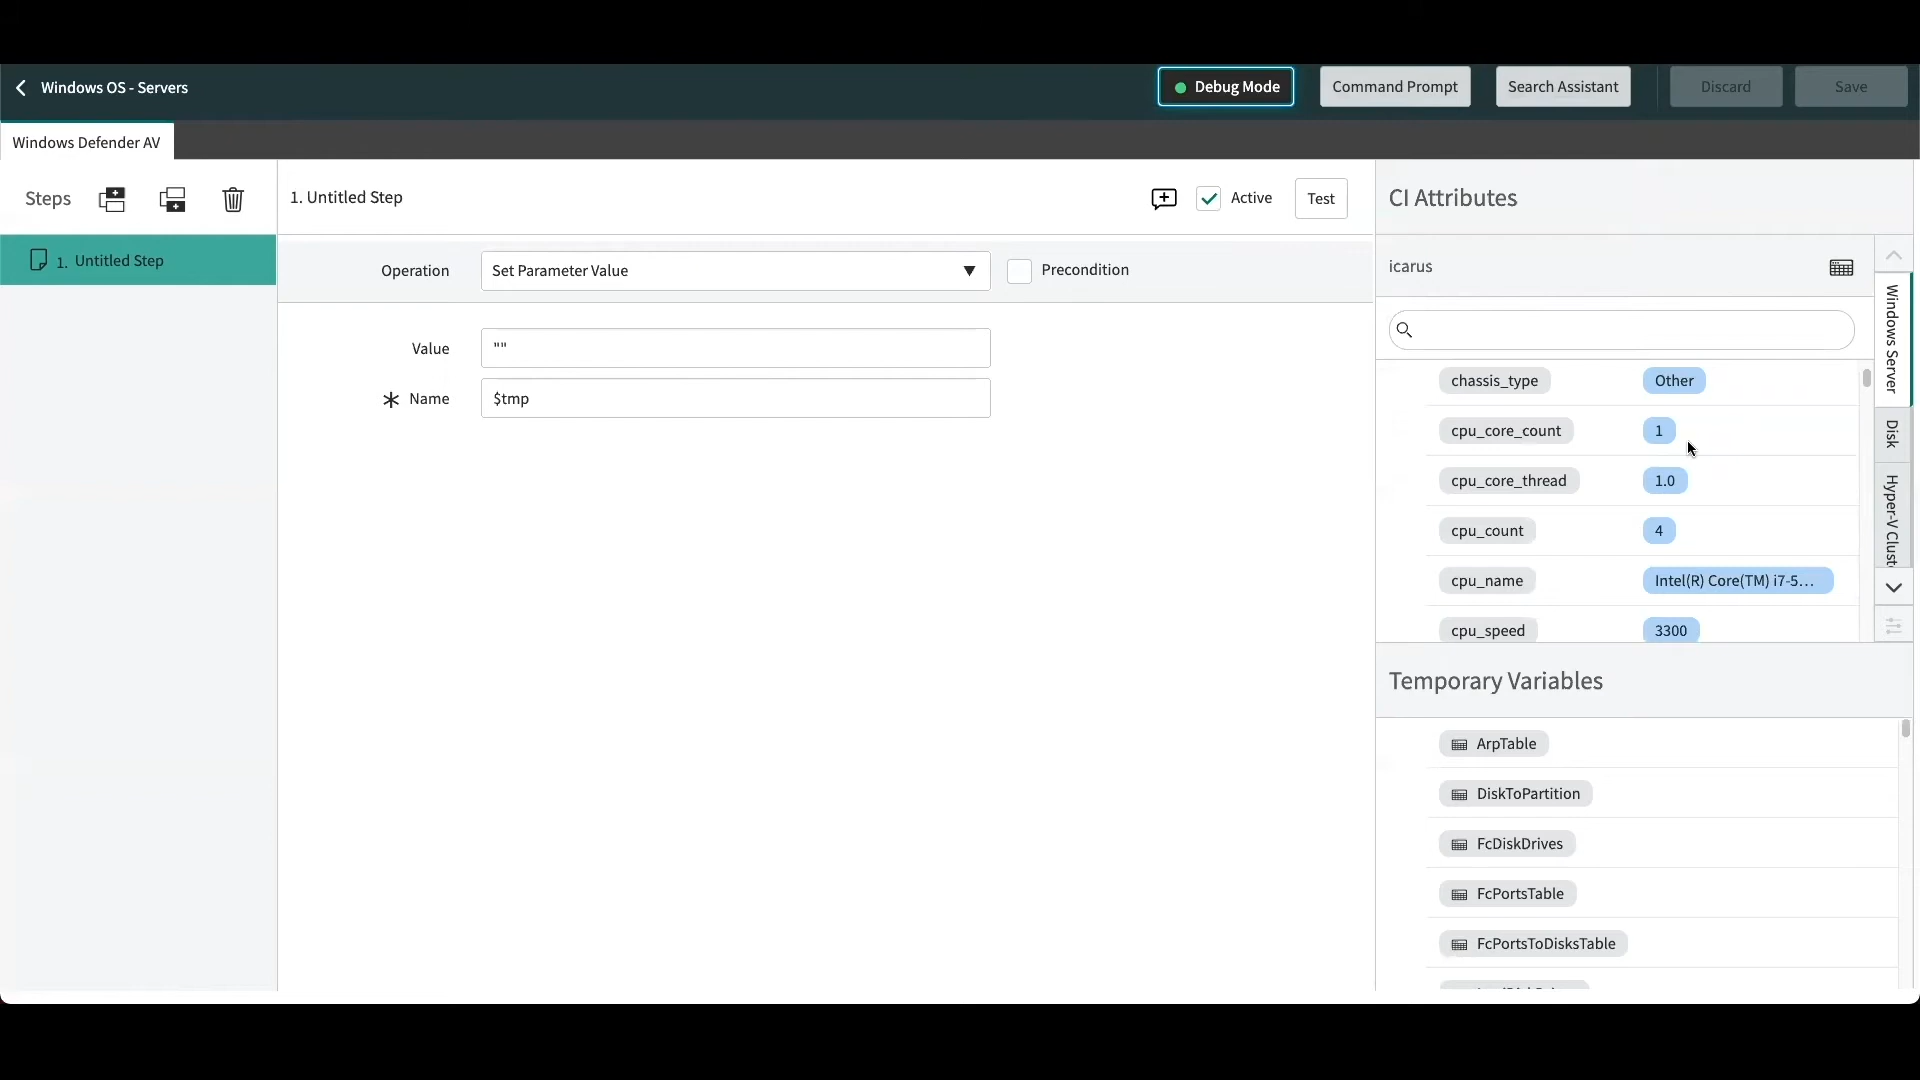 Windows OS - Servers
Debug Mode
Command Prompt
Search Assistant
Discard
Save
Windows Defender AV
Steps
1. Untitled Step
Active
Test
CI Attributes
1. Untitled Step
Operation
Set Parameter Value
Precondition
icarus
Value
""
Name
$tmp
Windows Server
Disk
Hyper-V Clust
chassis_type
Other
cpu_core_count
1
cpu_core_thread
1.0
cpu_count
4
cpu_name
Intel(R) Core(TM) i7-5...
cpu_speed
3300
Temporary Variables
ArpTable
DiskToPartition
FcDiskDrives
FcPortsTable
FcPortsToDisksTable